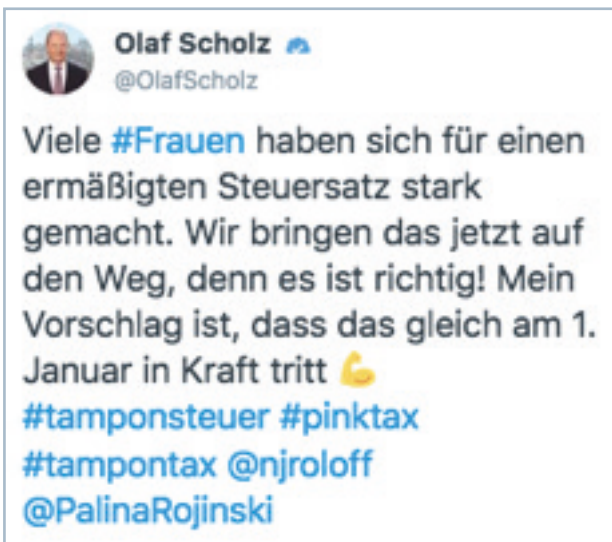 Olaf Scholz
@OlafScholz
Viele #Frauen haben sich für einen
ermäßigten Steuersatz stark
gemacht. Wir bringen das jetzt auf
den Weg, denn es ist richtig! Mein
Vorschlag ist, dass das gleich am 1.
Januar in Kraft tritt 💪
#tamponsteuer #pinktax
#tampontax @njroloff
@PalinaRojinski